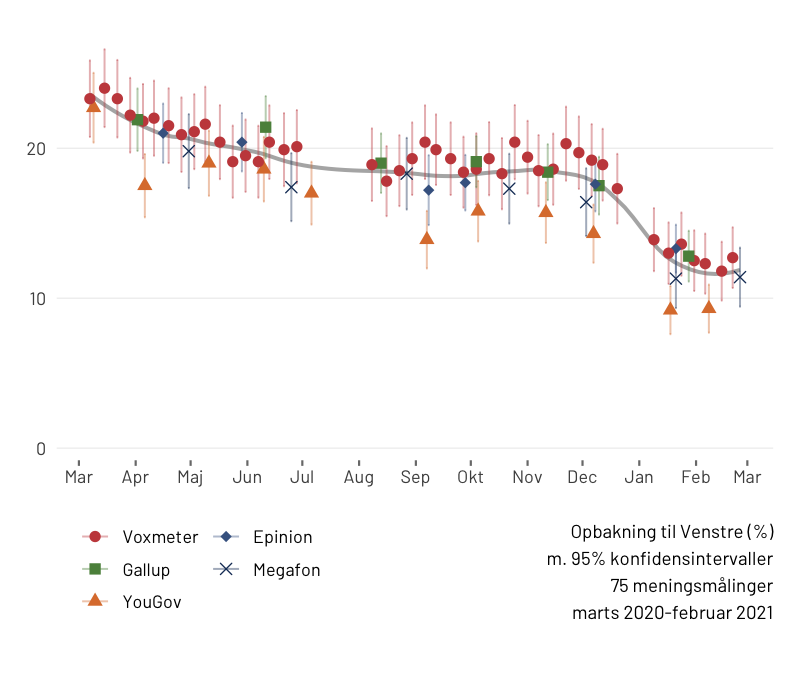 20
10
0
Mar Apr Maj Jun Jul Aug Sep Okt Nov Dec Jan Feb Mar
Voxmeter Epinion
Gallup Megafon
YouGov
Opbakning til Venstre (%)
m. 95% konfidensintervaller
75 meningsmålinger
marts 2020-februar 2021